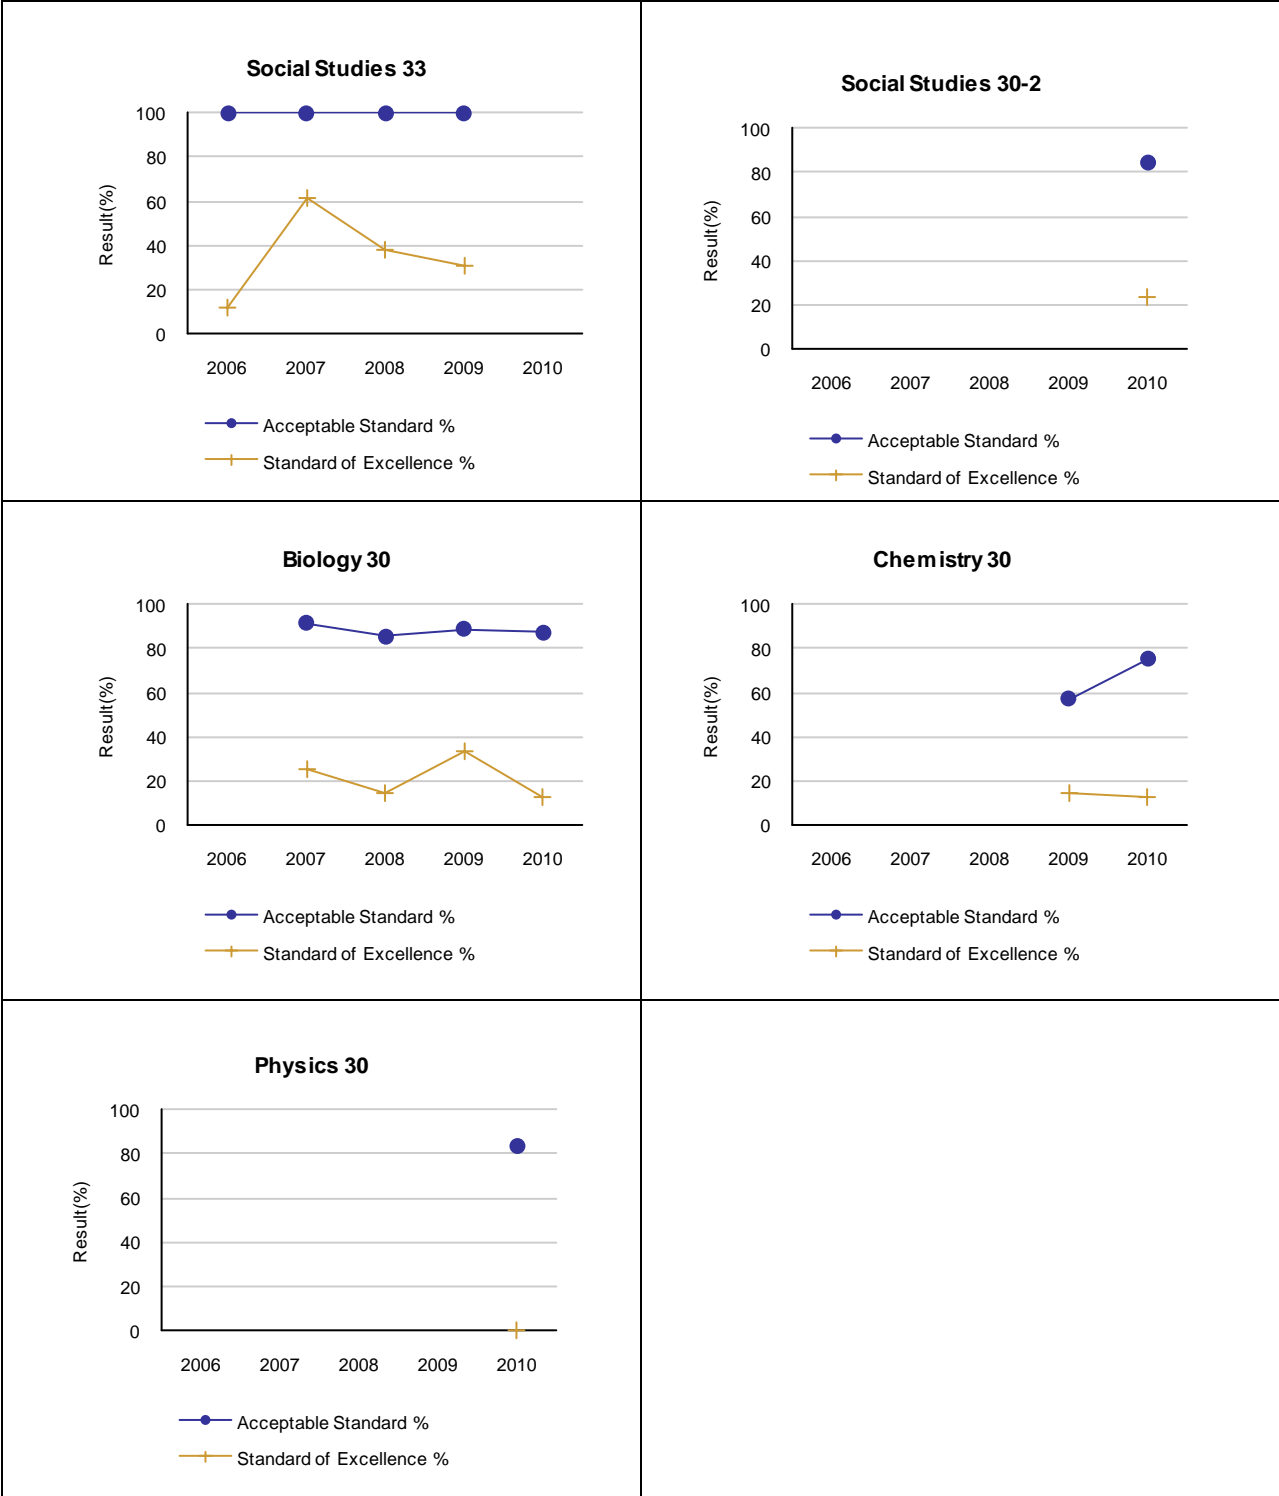 Social Studies 33
100
80
60
40
20
0
Result(%)
2006 2007 2008 2009 2010
Acceptable Standard %
Standard of Excellence %
Social Studies 30-2
100
80
60
40
20
0
Result(%)
2006 2007 2008 2009 2010
Acceptable Standard %
Standard of Excellence %
Biology 30
100
80
60
40
20
0
Result(%)
2006 2007 2008 2009 2010
Acceptable Standard %
Standard of Excellence %
Chemistry 30
100
80
60
40
20
0
Result(%)
2006 2007 2008 2009 2010
Acceptable Standard %
Standard of Excellence %
Physics 30
100
80
60
40
20
0
Result(%)
2006 2007 2008 2009 2010
Acceptable Standard %
Standard of Excellence %